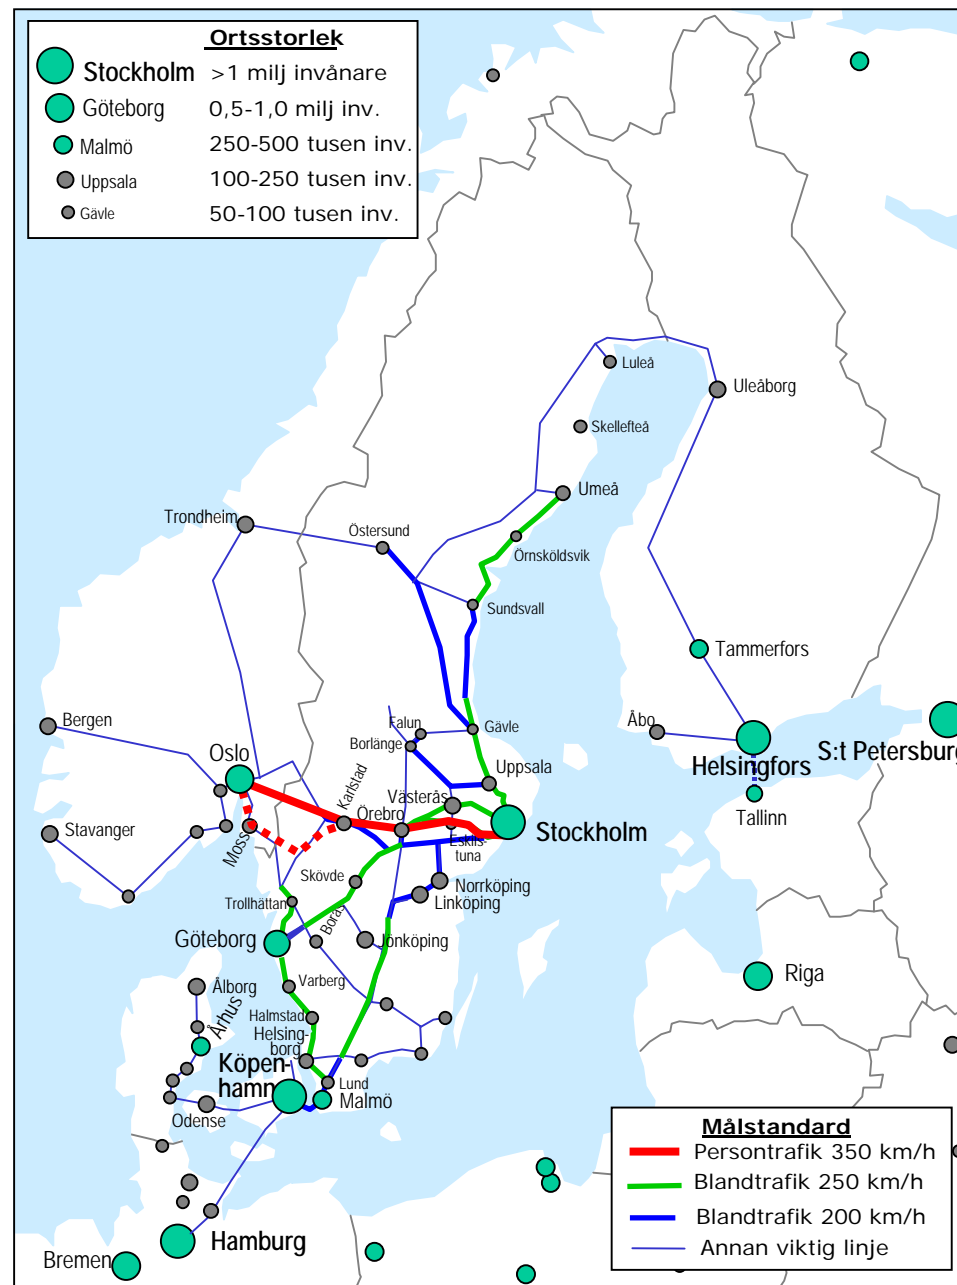 Ortsstorlek
Stockholm >1 milj invånare
Göteborg 0,5-1,0 milj inv.
Malmö 250-500 tusen inv.
Uppsala 100-250 tusen inv.
Gävle 50-100 tusen inv.
Luleå
Uleåborg
Skellefteå
Umeå
Trondheim
Östersund
Örnsköldsvik
Sundsvall
Tammerfors
Bergen
Falun
Gävle
Åbo
Borlänge
Oslo
Helsingfors
S:t Petersburg
Uppsala
Karlstad
Västerås
Örebro
Tallinn
Stockholm
Stavanger
Moss
Eskils-
tuna
Skövde
Norrköping
Linköping
Trollhättan
Borås
Göteborg
Jönköping
Riga
Varberg
Ålborg
Århus
Halmstad
Helsing-
borg
Köpen-
hamn
Lund
Malmö
Odense
Hamburg
Bremen
Målstandard
Persontrafik 350 km/h
Blandtrafik 250 km/h
Blandtrafik 200 km/h
Annan viktig linje